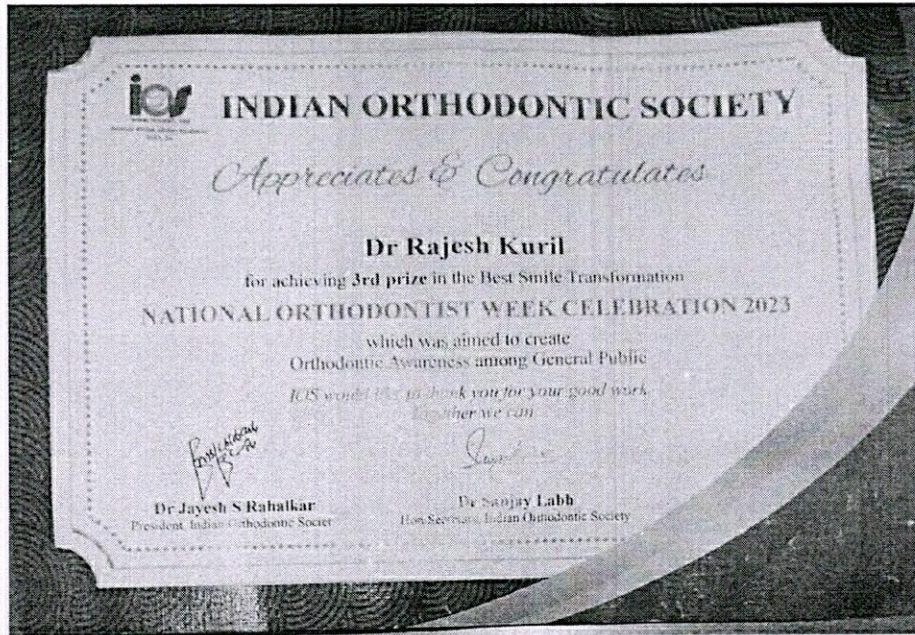 ios
INDIAN ORTHODONTIC SOCIETY
Appreciates & Congratulates
Dr Rajesh Kuril
for achieving 3rd prize in the Best Smile Transformation
NATIONAL ORTHODONTIST WEEK CELEBRATION 2023
which was aimed to create
Orthodontic Awareness among General Public
IOS would like to thank you for your good work
Together we can
Dr Jayesh S Rahalkar
President, Indian Orthodontic Societ
Dr Sanjay Labh
Hon Secretary, Indian Orthodontic Society